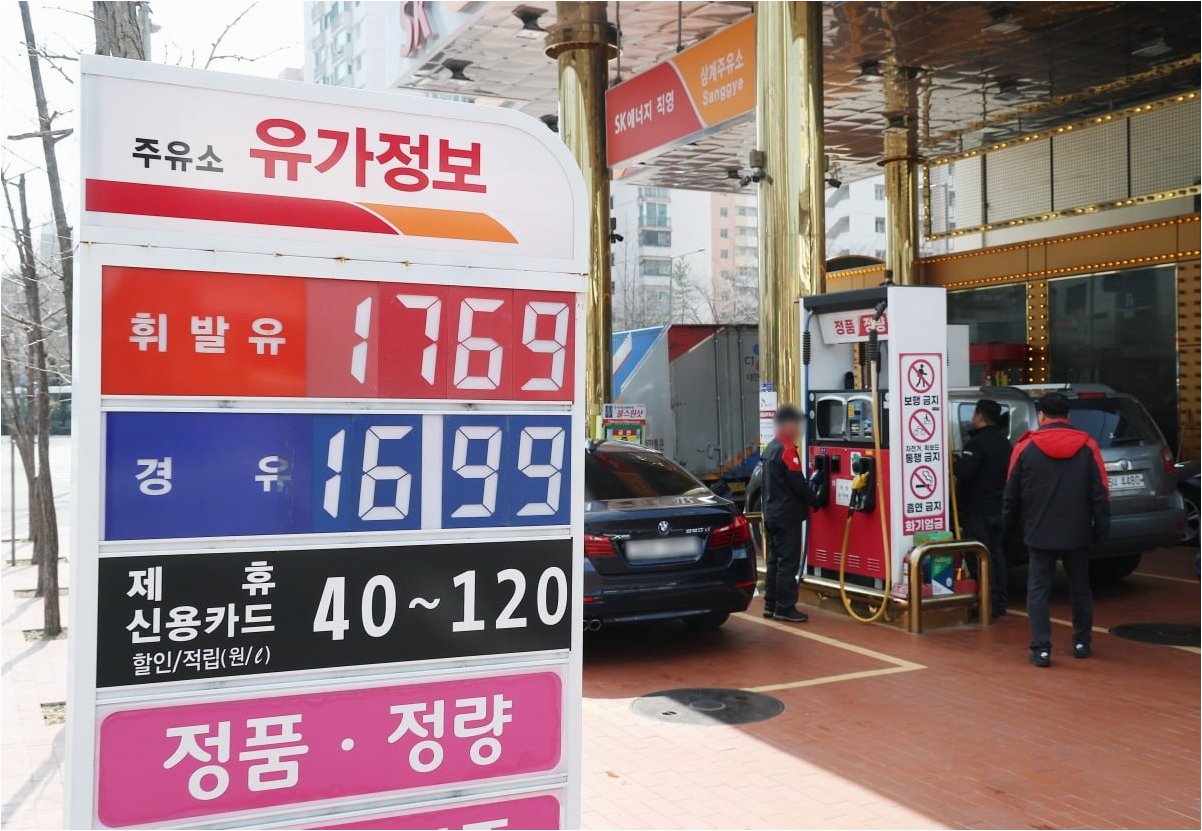 주유소 유가정보
휘발유 1769
경유 1699
제휴
신용카드
할인/적립(원/ℓ)
40~120
정품·정량
SK
SK에너지 직영
상계주유소
Sanggye
정품 정량
보행 금지
통행 금지
흡연 금지
화기엄금
4480